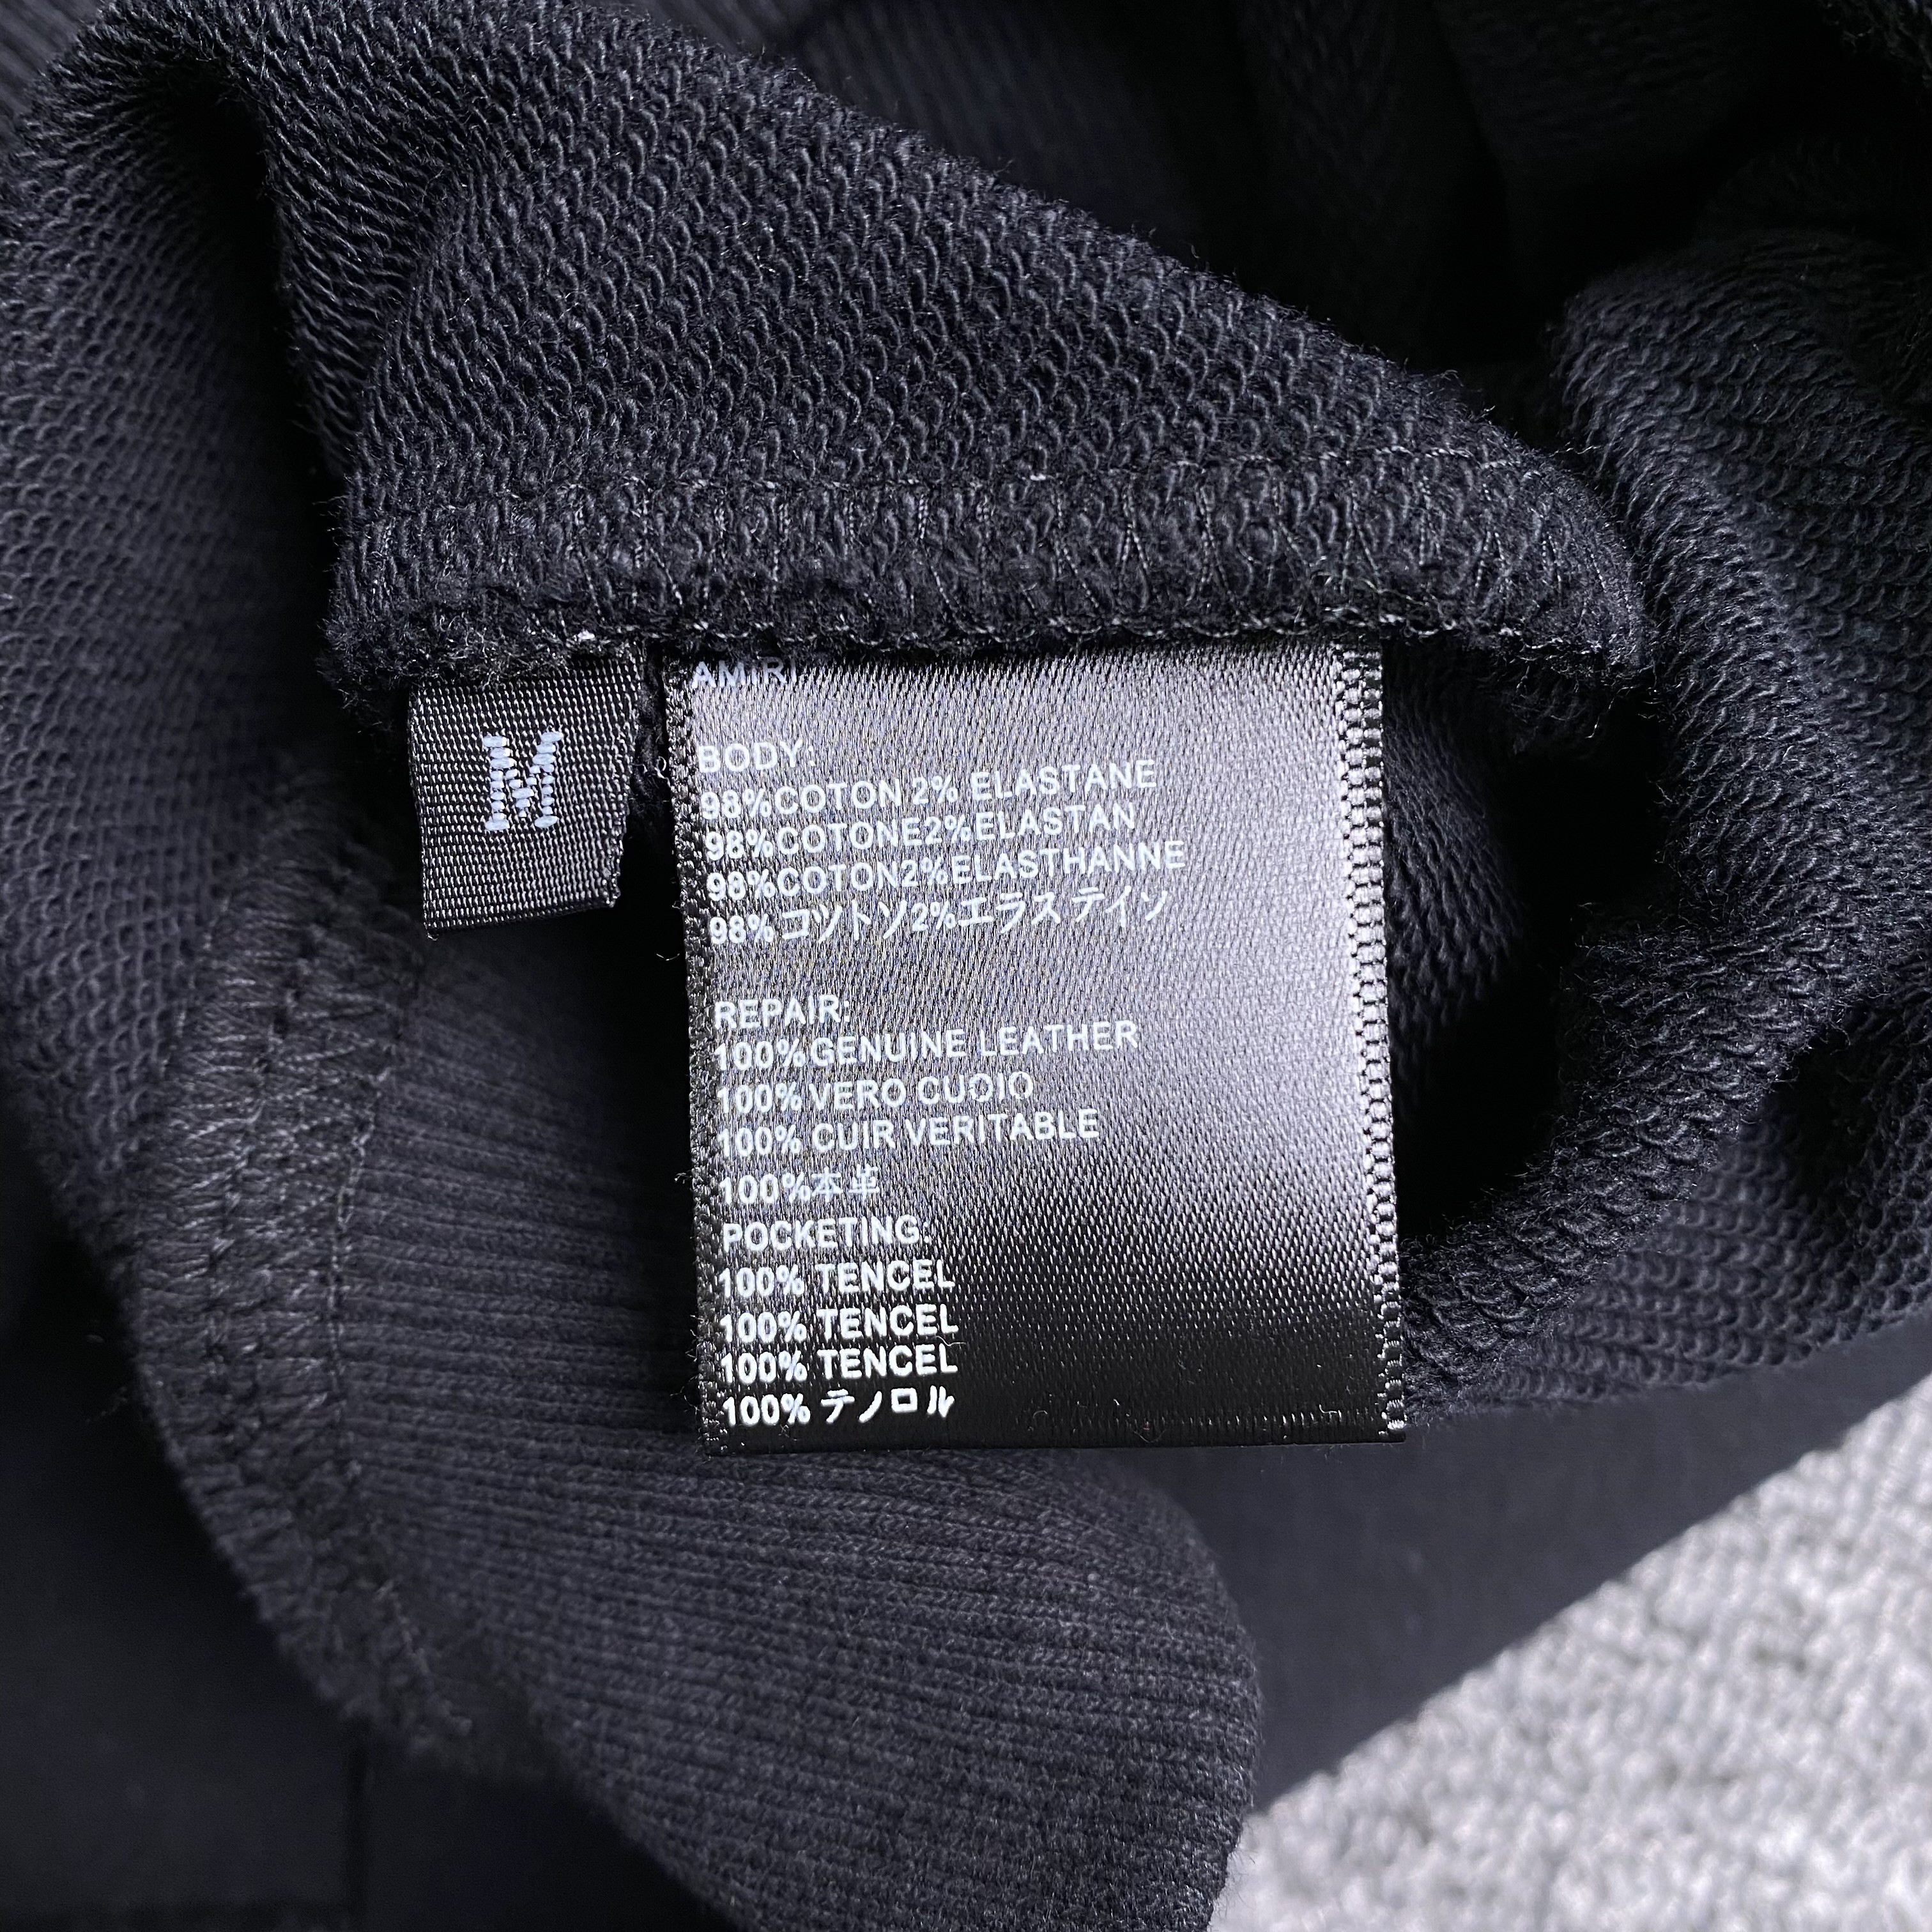 M
AMIRI
BODY:
98%COTON 2% ELASTANE
98%COTONE2%ELASTAN
98%COTON2%ELASTHANNE
98%コツトソ2%エラステイソ
REPAIR:
100%GENUINE LEATHER
100%VERO CUOIO
100% CUIR VERITABLE
100%本革
POCKETING:
100% TENCEL
100% TENCEL
100% TENCEL
100% テノロル